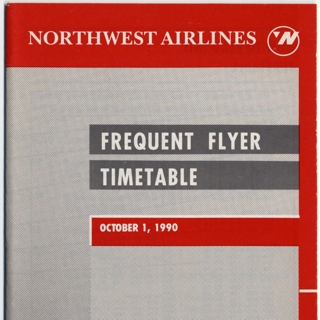 NORTHWEST AIRLINES
FREQUENT FLYER
TIMETABLE
OCTOBER 1, 1990